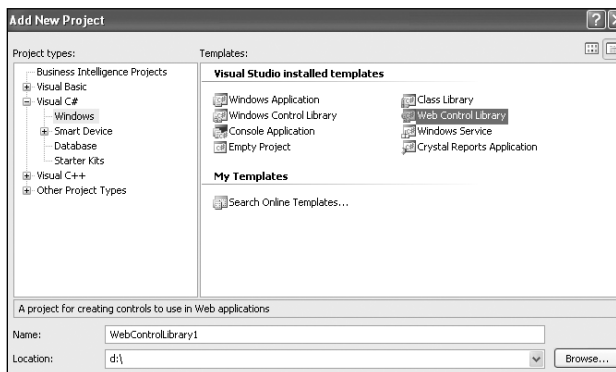 Add New Project
Project types:
Business Intelligence Projects
Visual Basic
Visual C#
Windows
Smart Device
Database
Starter Kits
Visual C++
Other Project Types
Templates:
Visual Studio installed templates
Windows Application
Class Library
Windows Control Library
Web Control Library
Console Application
Windows Service
Empty Project
Crystal Reports Application
My Templates
Search Online Templates...
A project for creating controls to use in Web applications
Name: WebControlLibrary1
Location: d:\ Browse...